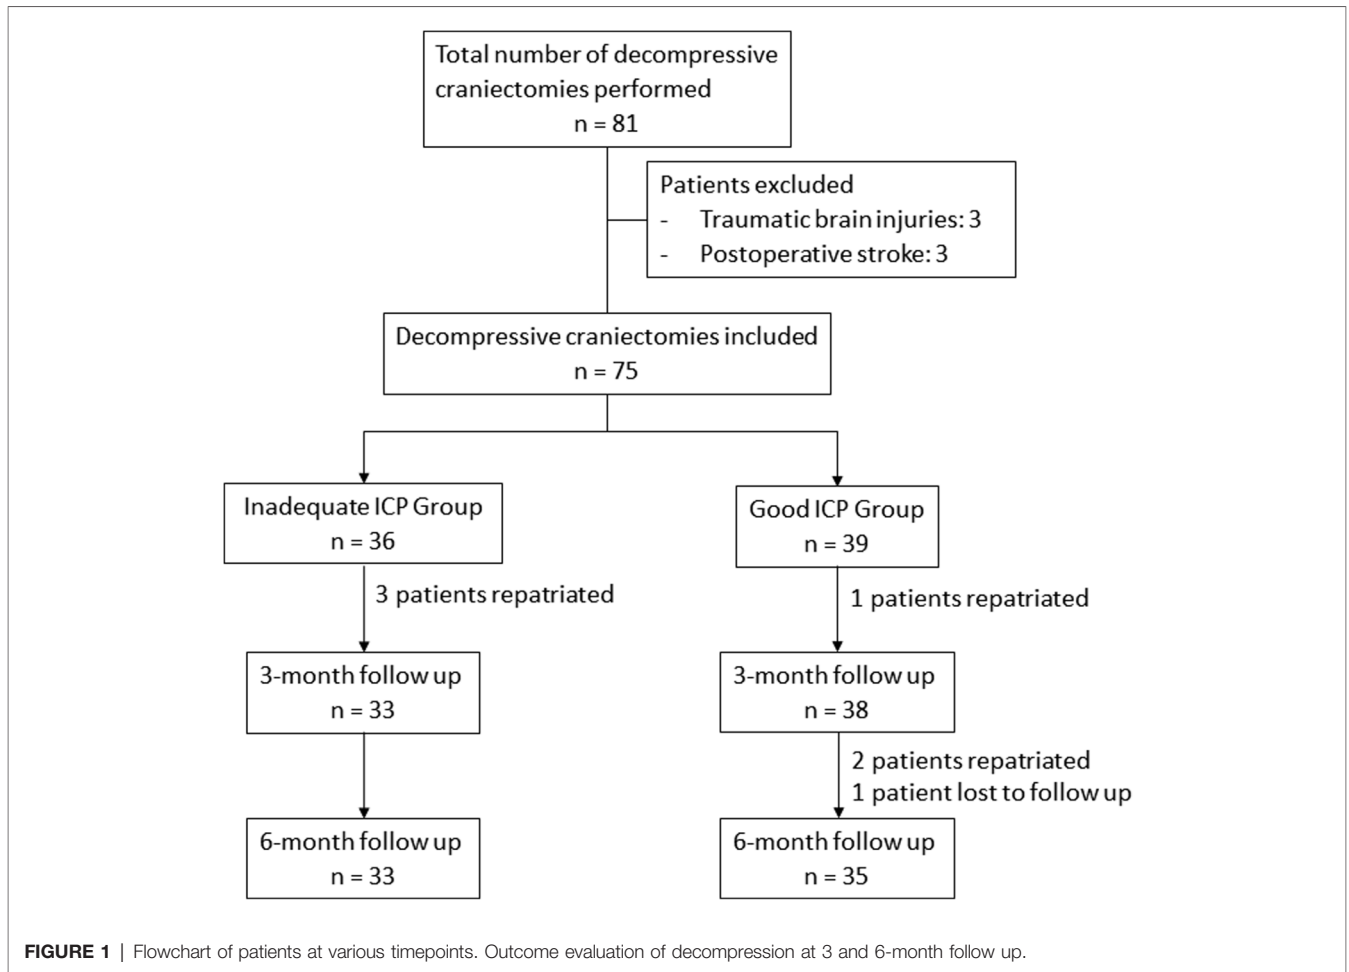 Total number of decompressive
craniectomies performed
n = 81
Patients excluded
- Traumatic brain injuries: 3
- Postoperative stroke: 3
Decompressive craniectomies included
n = 75
Inadequate ICP Group
n = 36
Good ICP Group
n = 39
3 patients repatriated
1 patients repatriated
3-month follow up
n = 33
3-month follow up
n = 38
2 patients repatriated
1 patient lost to follow up
6-month follow up
n = 33
6-month follow up
n = 35
FIGURE 1 | Flowchart of patients at various timepoints. Outcome evaluation of decompression at 3 and 6-month follow up.